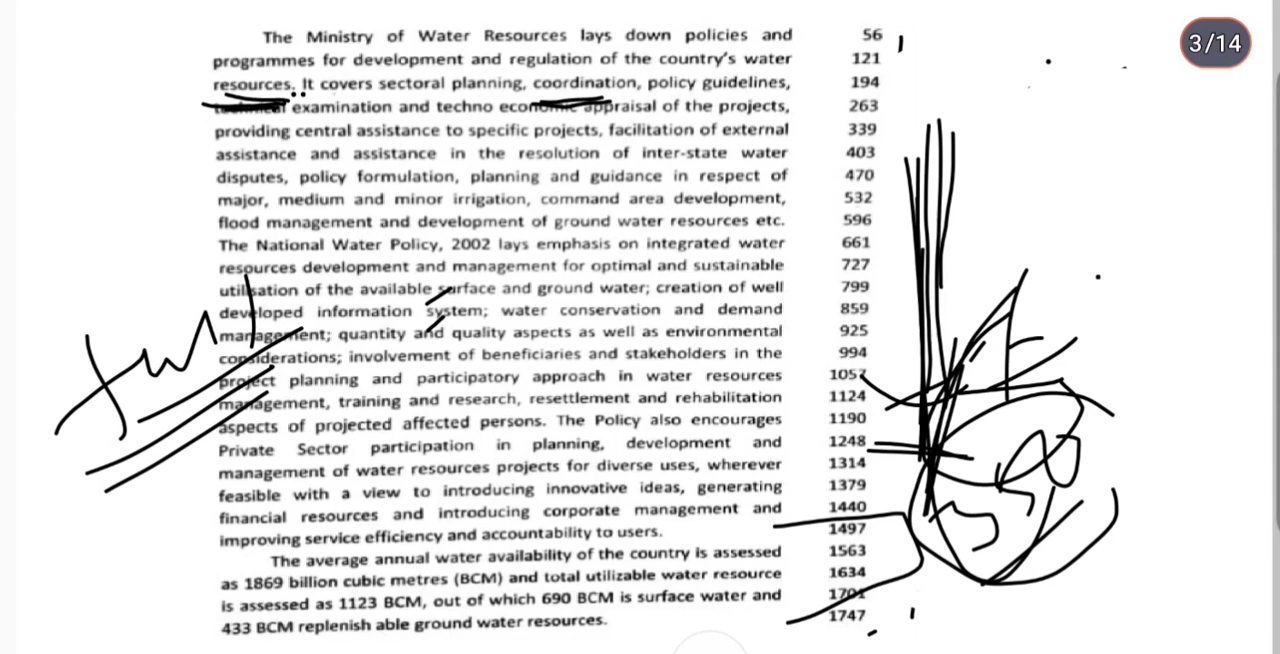 3/14
The Ministry of Water Resources lays down policies and 56
programmes for development and regulation of the country's water 121
resources. It covers sectoral planning, coordination, policy guidelines, 194
examination and techno economic appraisal of the projects, 263
providing central assistance to specific projects, facilitation of external 339
assistance and assistance in the resolution of inter-state water 403
disputes, policy formulation, planning and guidance in respect of 470
major, medium and minor irrigation, command area development, 532
flood management and development of ground water resources etc. 596
The National Water Policy, 2002 lays emphasis on integrated water 661
resources development and management for optimal and sustainable 727
utilisation of the available surface and ground water; creation of well 799
developed information system; water conservation and demand 859
management; quantity and quality aspects as well as environmental 925
considerations; involvement of beneficiaries and stakeholders in the 994
project planning and participatory approach in water resources 1057
management, training and research, resettlement and rehabilitation 1124
aspects of projected affected persons. The Policy also encourages 1190
Private Sector participation in planning, development and 1248
management of water resources projects for diverse uses, wherever 1314
feasible with a view to introducing innovative ideas, generating 1379
financial resources and introducing corporate management and 1440
improving service efficiency and accountability to users. 1497
The average annual water availability of the country is assessed 1563
as 1869 billion cubic metres (BCM) and total utilizable water resource 1634
is assessed as 1123 BCM, out of which 690 BCM is surface water and 1701
433 BCM replenish able ground water resources. 1747